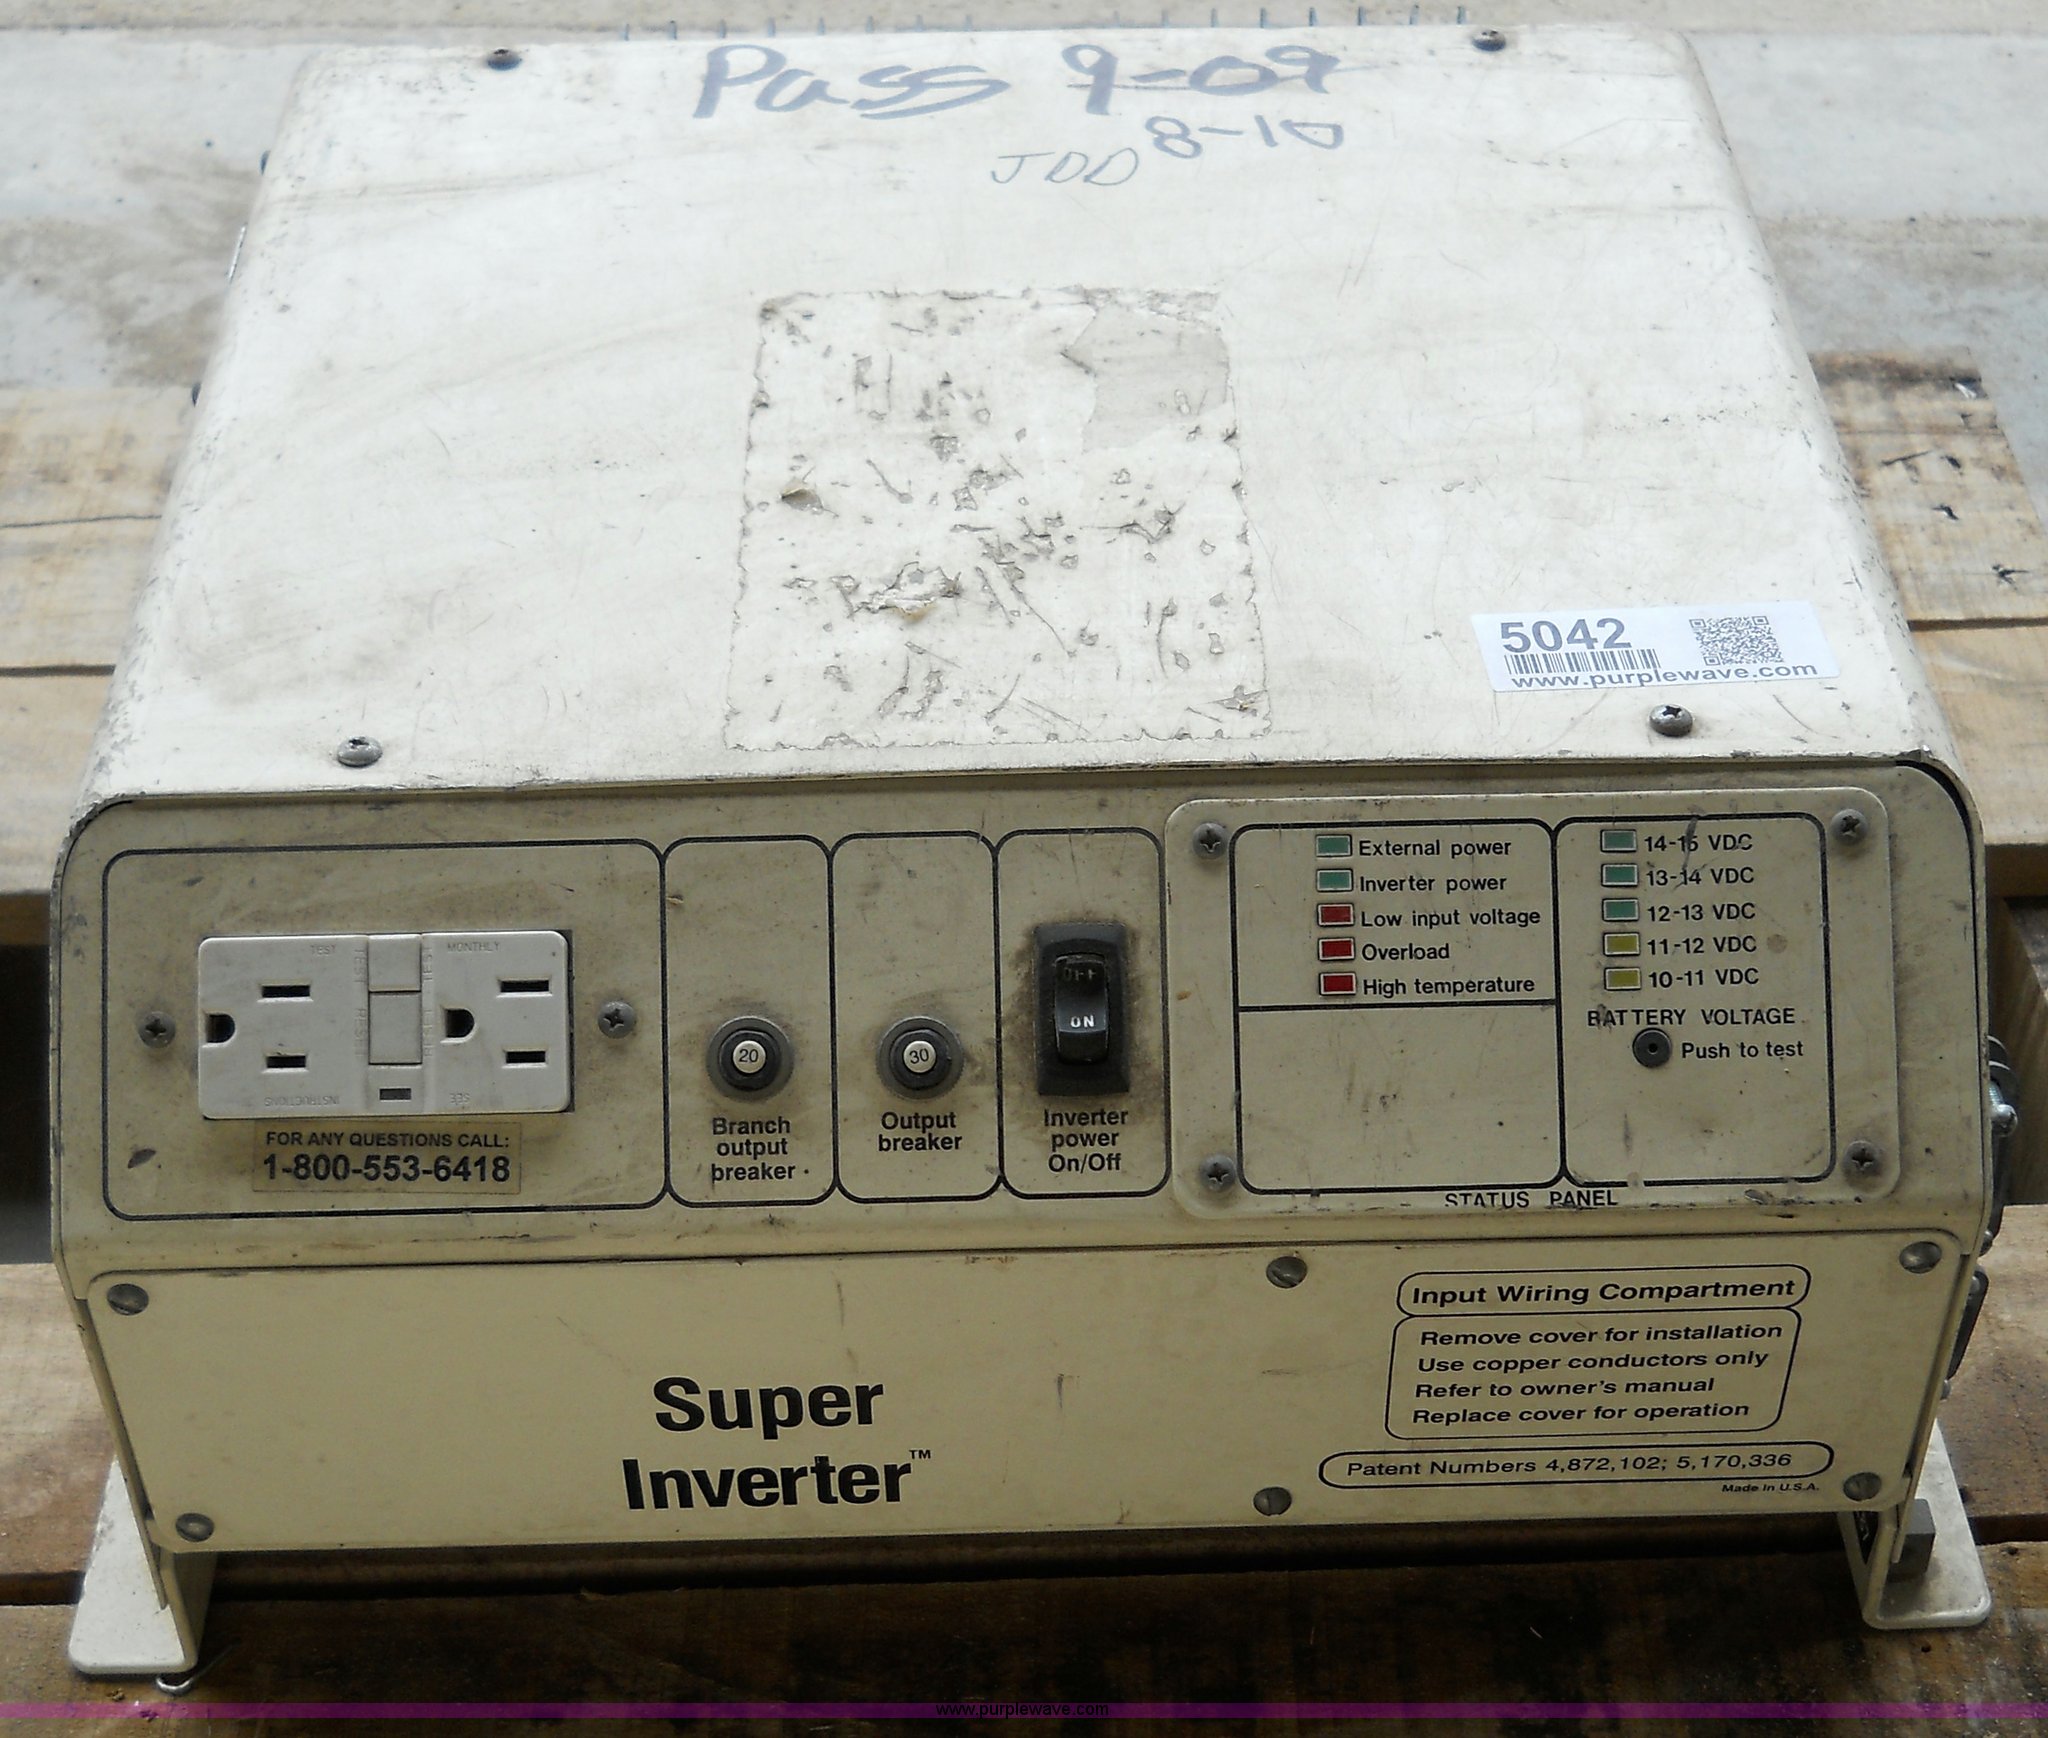 Pass 9-09
8-10
JDD
5042
www.purplewave.com
TEST MONTHLY
TEST
RESET
SEE
INSTRUCTIONS
FOR ANY QUESTIONS CALL:
1-800-553-6418
20
Branch
output
breaker
30
Output
breaker
OFF
ON
Inverter
power
On/Off
External power
Inverter power
Low input voltage
Overload
High temperature
14-15 VDC
13-14 VDC
12-13 VDC
11-12 VDC
10-11 VDC
BATTERY VOLTAGE
Push to test
STATUS PANEL
Super
Inverter™
Input Wiring Compartment
Remove cover for installation
Use copper conductors only
Refer to owner's manual
Replace cover for operation
Patent Numbers 4,872,102; 5,170,336
Made In U.S.A.
www.purplewave.com